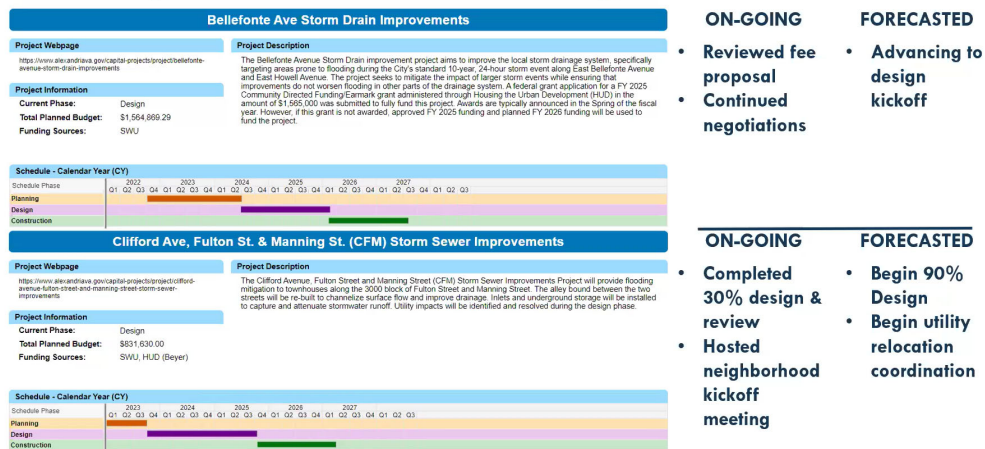 Bellefonte Ave Storm Drain Improvements
Project Webpage
https://www.alexandriava.gov/capital-projects/project/bellefonte-
avenue-storm-drain-improvements
Project Information
Current Phase: Design
Total Planned Budget: $1,564,869.29
Funding Sources: SWU
Project Description
The Bellefonte Avenue Storm Drain improvement project aims to improve the local storm drainage system, specifically
targeting areas prone to flooding during the City's standard 10-year, 24-hour storm event along East Bellefonte Avenue
and East Howell Avenue. The project seeks to mitigate the impact of larger storm events while ensuring that
improvements do not worsen flooding in other parts of the drainage system. A federal grant application for a FY 2025
Community Directed Funding/Earmark grant administered through Housing the Urban Development (HUD) in the
amount of $1,565,000 was submitted to fully fund this project. Awards are typically announced in the Spring of the fiscal
year. However, if this grant is not awarded, approved FY 2025 funding and planned FY 2026 funding will be used to
fund the project.
Schedule - Calendar Year (CY)
Schedule Phase
2022 2023 2024 2025 2026 2027
Q1 Q2 Q3 Q4 Q1 Q2 Q3 Q4 Q1 Q2 Q3 Q4 Q1 Q2 Q3 Q4 Q1 Q2 Q3 Q4 Q1 Q2 Q3 Q4 Q1 Q2 Q3
Planning
Design
Construction
ON-GOING
• Reviewed fee
proposal
• Continued
negotiations
FORECASTED
• Advancing to
design
kickoff
Clifford Ave, Fulton St. & Manning St. (CFM) Storm Sewer Improvements
Project Webpage
https://www.alexandriava.gov/capital-projects/project/clifford-
avenue-fulton-street-and-manning-street-storm-sewer-
improvements
Project Information
Current Phase: Design
Total Planned Budget: $831,630.00
Funding Sources: SWU, HUD (Beyer)
Project Description
The Clifford Avenue, Fulton Street and Manning Street (CFM) Storm Sewer Improvements Project will provide flooding
mitigation to townhouses along the 3000 block of Fulton Street and Manning Street. The alley bound between the two
streets will be re-built to channelize surface flow and improve drainage. Inlets and underground storage will be installed
to capture and attenuate stormwater runoff. Utility impacts will be identified and resolved during the design phase.
Schedule - Calendar Year (CY)
Schedule Phase
2023 2024 2025 2026 2027
Q1 Q2 Q3 Q4 Q1 Q2 Q3 Q4 Q1 Q2 Q3 Q4 Q1 Q2 Q3 Q4 Q1 Q2 Q3 Q4 Q1 Q2 Q3
Planning
Design
Construction
ON-GOING
• Completed
30% design &
review
• Hosted
neighborhood
kickoff
meeting
FORECASTED
• Begin 90%
Design
• Begin utility
relocation
coordination